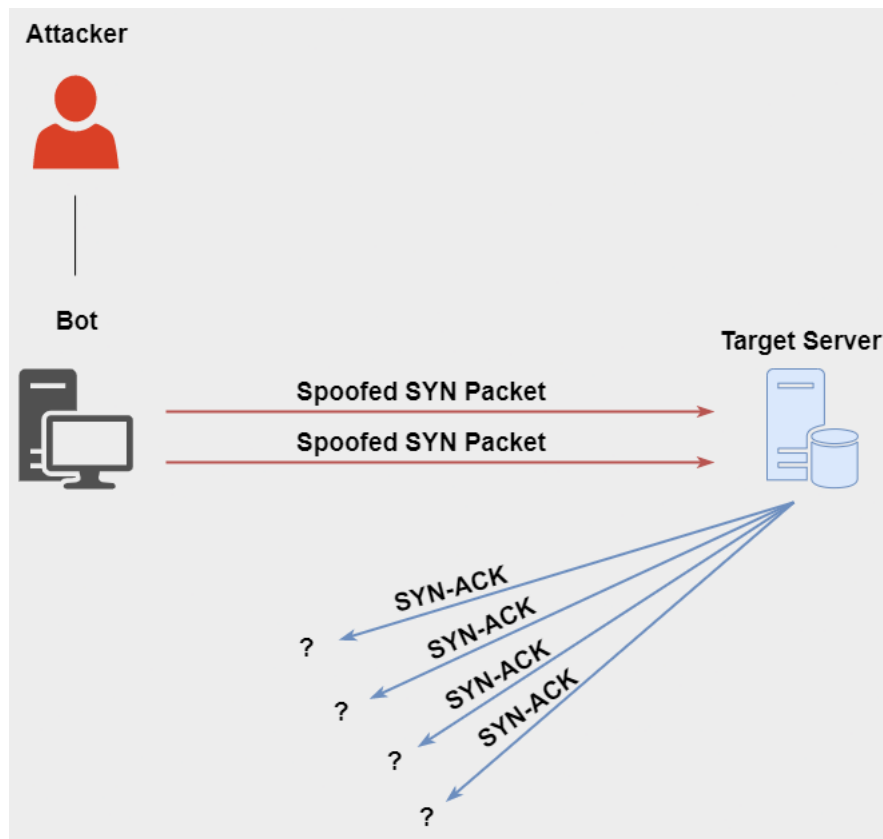 Attacker
Bot
Target Server
Spoofed SYN Packet
Spoofed SYN Packet
SYN-ACK
?
SYN-ACK
?
SYN-ACK
?
SYN-ACK
?